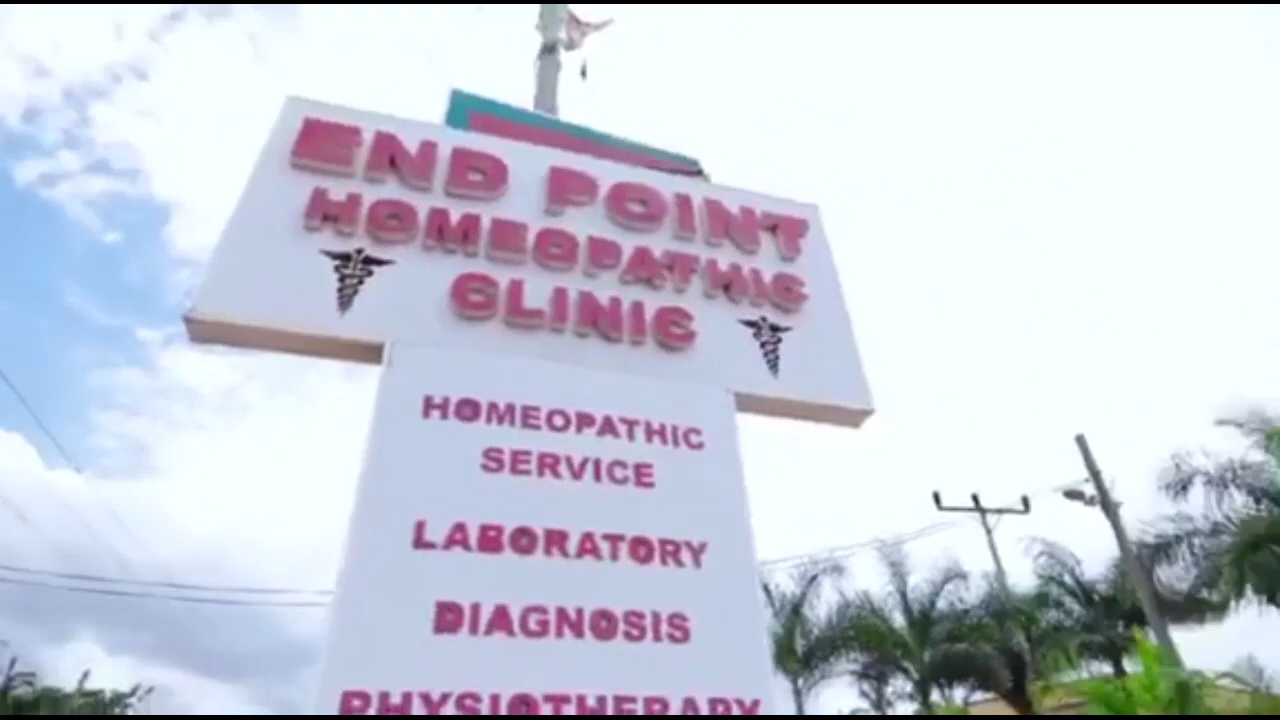 END POINT
HOMEOPATHIC
CLINIC
HOMEOPATHIC
SERVICE
LABORATORY
DIAGNOSIS
PHYSIOTHERAPY